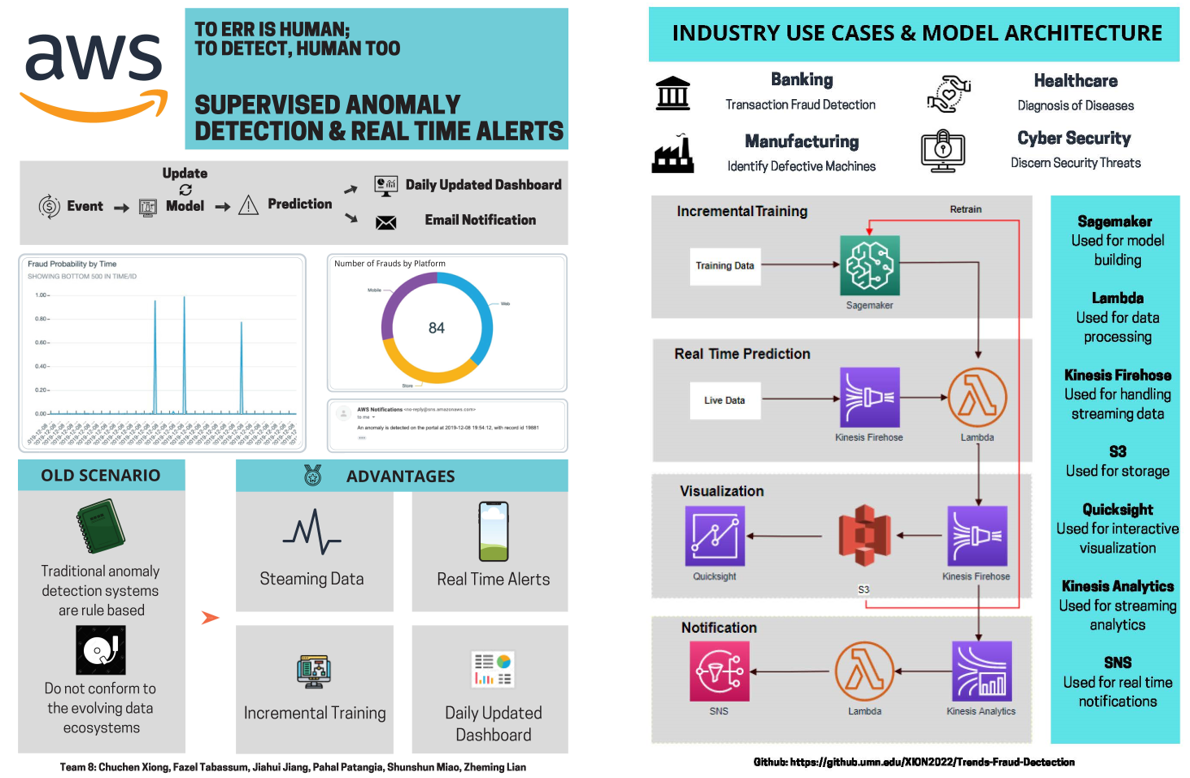 aws
TO ERR IS HUMAN;
TO DETECT, HUMAN TOO
SUPERVISED ANOMALY
DETECTION & REAL TIME ALERTS
Event
Update
Model
Prediction
Daily Updated Dashboard
Email Notification
Fraud Probability by Time
SHOWING BOTTOM 500 IN TIME/ID
1.00
0.80
0.60
0.40
0.20
0.00
Number of Frauds by Platform
Mobile
Web
84
Store
AWS Notifications <no-reply@sns.amazonaws.com>
to me
An anomaly is detected on the portal at 2019-12-08 19:54:12, with record id 19981
OLD SCENARIO
Traditional anomaly
detection systems
are rule based
Do not conform to
the evolving data
ecosystems
ADVANTAGES
Steaming Data
Real Time Alerts
Incremental Training
Daily Updated
Dashboard
Team 8: Chuchen Xiong, Fazel Tabassum, Jiahui Jiang, Pahal Patangia, Shunshun Miao, Zheming Lian
INDUSTRY USE CASES & MODEL ARCHITECTURE
Banking
Transaction Fraud Detection
Healthcare
Diagnosis of Diseases
Manufacturing
Identify Defective Machines
Cyber Security
Discern Security Threats
Incremental Training
Retrain
Training Data
Sagemaker
Real Time Prediction
Live Data
Kinesis Firehose
Lambda
Visualization
Quicksight
S3
Kinesis Firehose
Notification
SNS
Lambda
Kinesis Analytics
Sagemaker
Used for model
building
Lambda
Used for data
processing
Kinesis Firehose
Used for handling
streaming data
S3
Used for storage
Quicksight
Used for interactive
visualization
Kinesis Analytics
Used for streaming
analytics
SNS
Used for real time
notifications
Github: https://github.umn.edu/XION2022/Trends-Fraud-Dectection